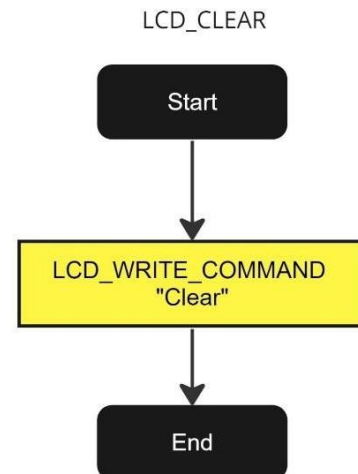 LCD_CLEAR
Start
LCD_WRITE_COMMAND
"Clear"
End